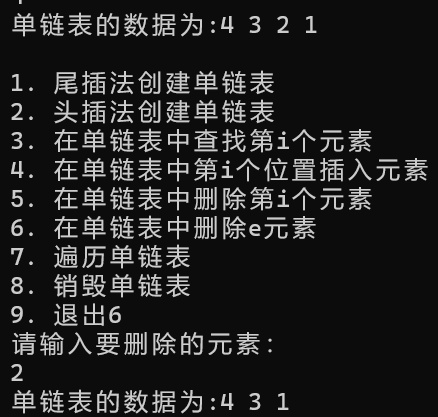 单链表的数据为:4 3 2 1
1. 尾插法创建单链表
2. 头插法创建单链表
3. 在单链表中查找第i个元素
4. 在单链表中第i个位置插入元素
5. 在单链表中删除第i个元素
6. 在单链表中删除e元素
7. 遍历单链表
8. 销毁单链表
9. 退出6
请输入要删除的元素：
2
单链表的数据为:4 3 1